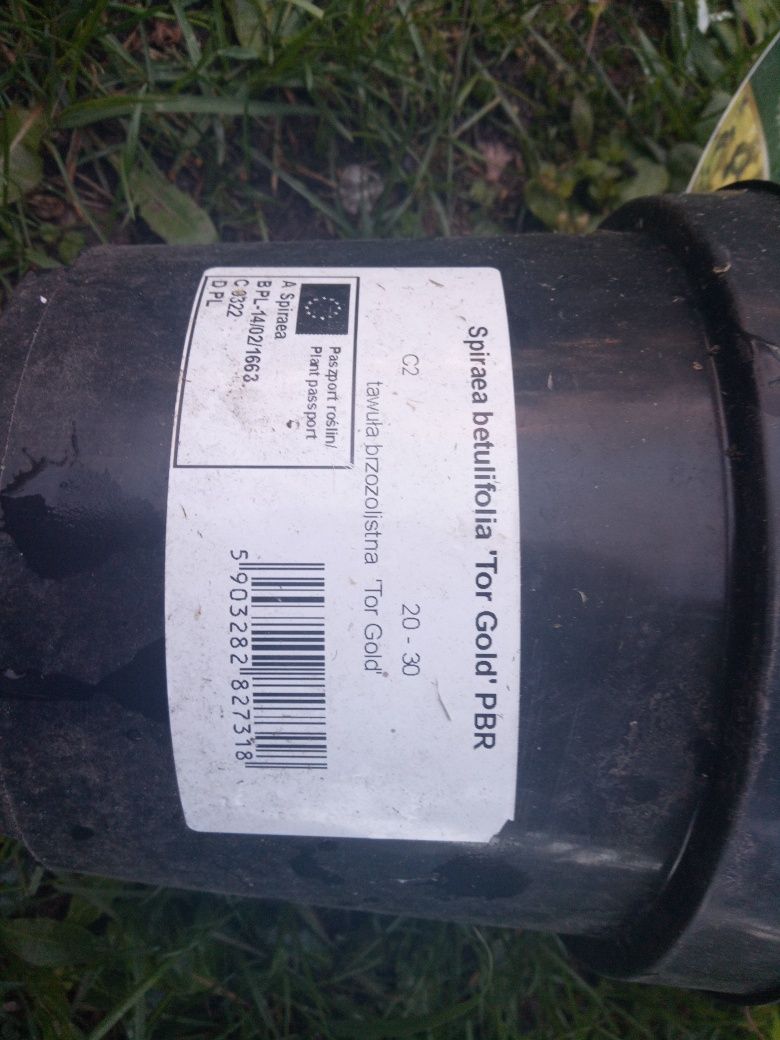 Spiraea betulifolia 'Tor Gold' PBR
C2 20 - 30
tawuła brzozolistna 'Tor Gold'
Paszport roślin/
Plant passport
A Spiraea
B PL-14/02/1663
C 0322
D PL
5 903282 827318